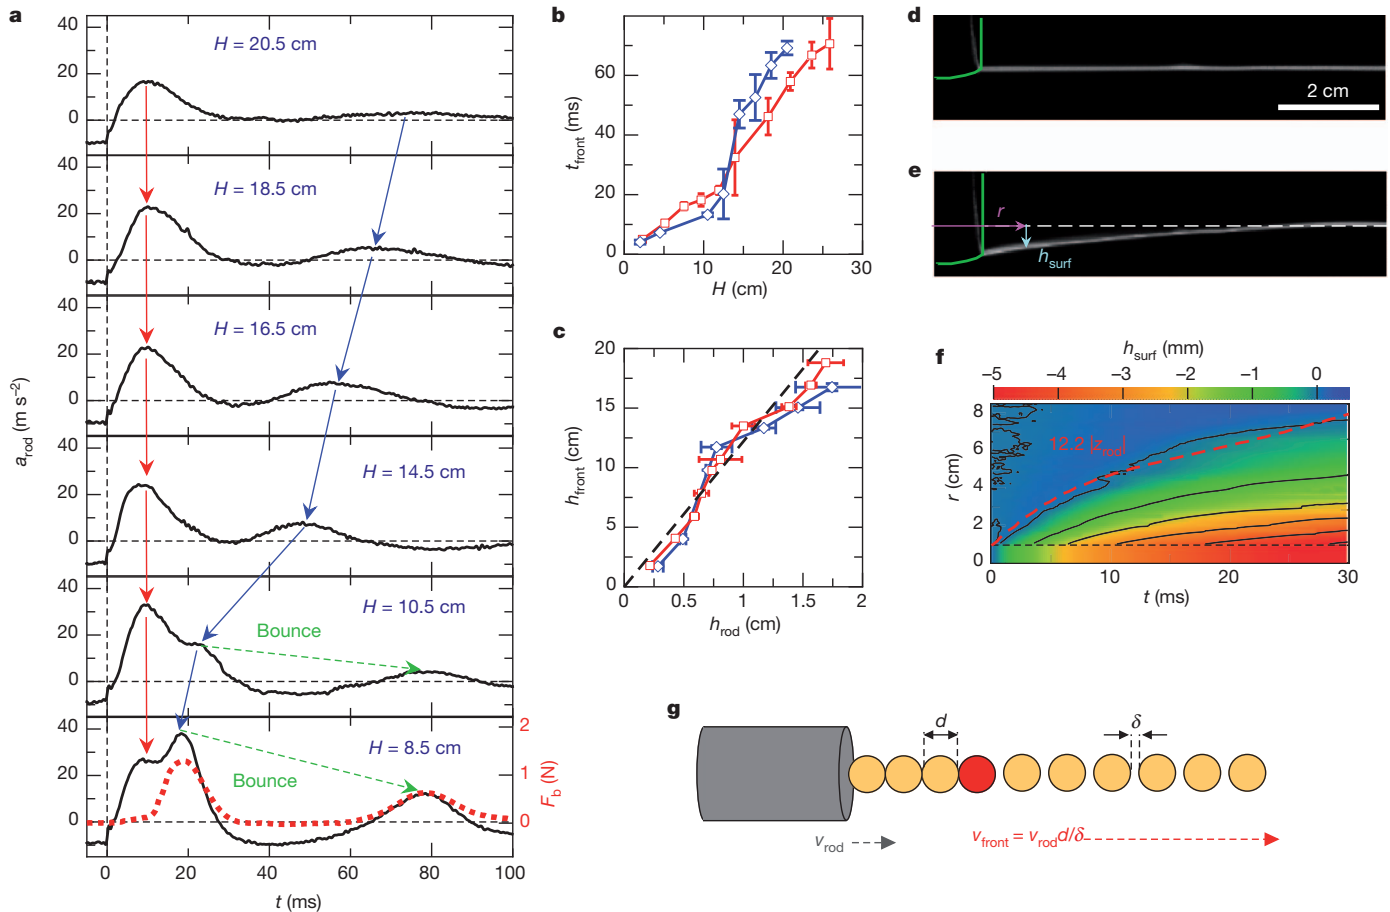 a
40
20
0
H = 20.5 cm
40
20
0
H = 18.5 cm
40
20
0
H = 16.5 cm
40
20
0
H = 14.5 cm
40
20
0
H = 10.5 cm
Bounce
40
20
0
H = 8.5 cm
Bounce
2
1
0
F_b (N)
a_rod (m s⁻²)
0 20 40 60 80 100
t (ms)
b
60
40
20
0
t_front (ms)
0 10 20 30
H (cm)
c
20
15
10
5
0
h_front (cm)
0 0.5 1 1.5 2
h_rod (cm)
d
2 cm
e
r
h_surf
f
h_surf (mm)
−5 −4 −3 −2 −1 0
8
6
4
2
0
r (cm)
12.2 |z_rod|
0 10 20 30
t (ms)
g
d
δ
v_rod
v_front = v_rod d/δ